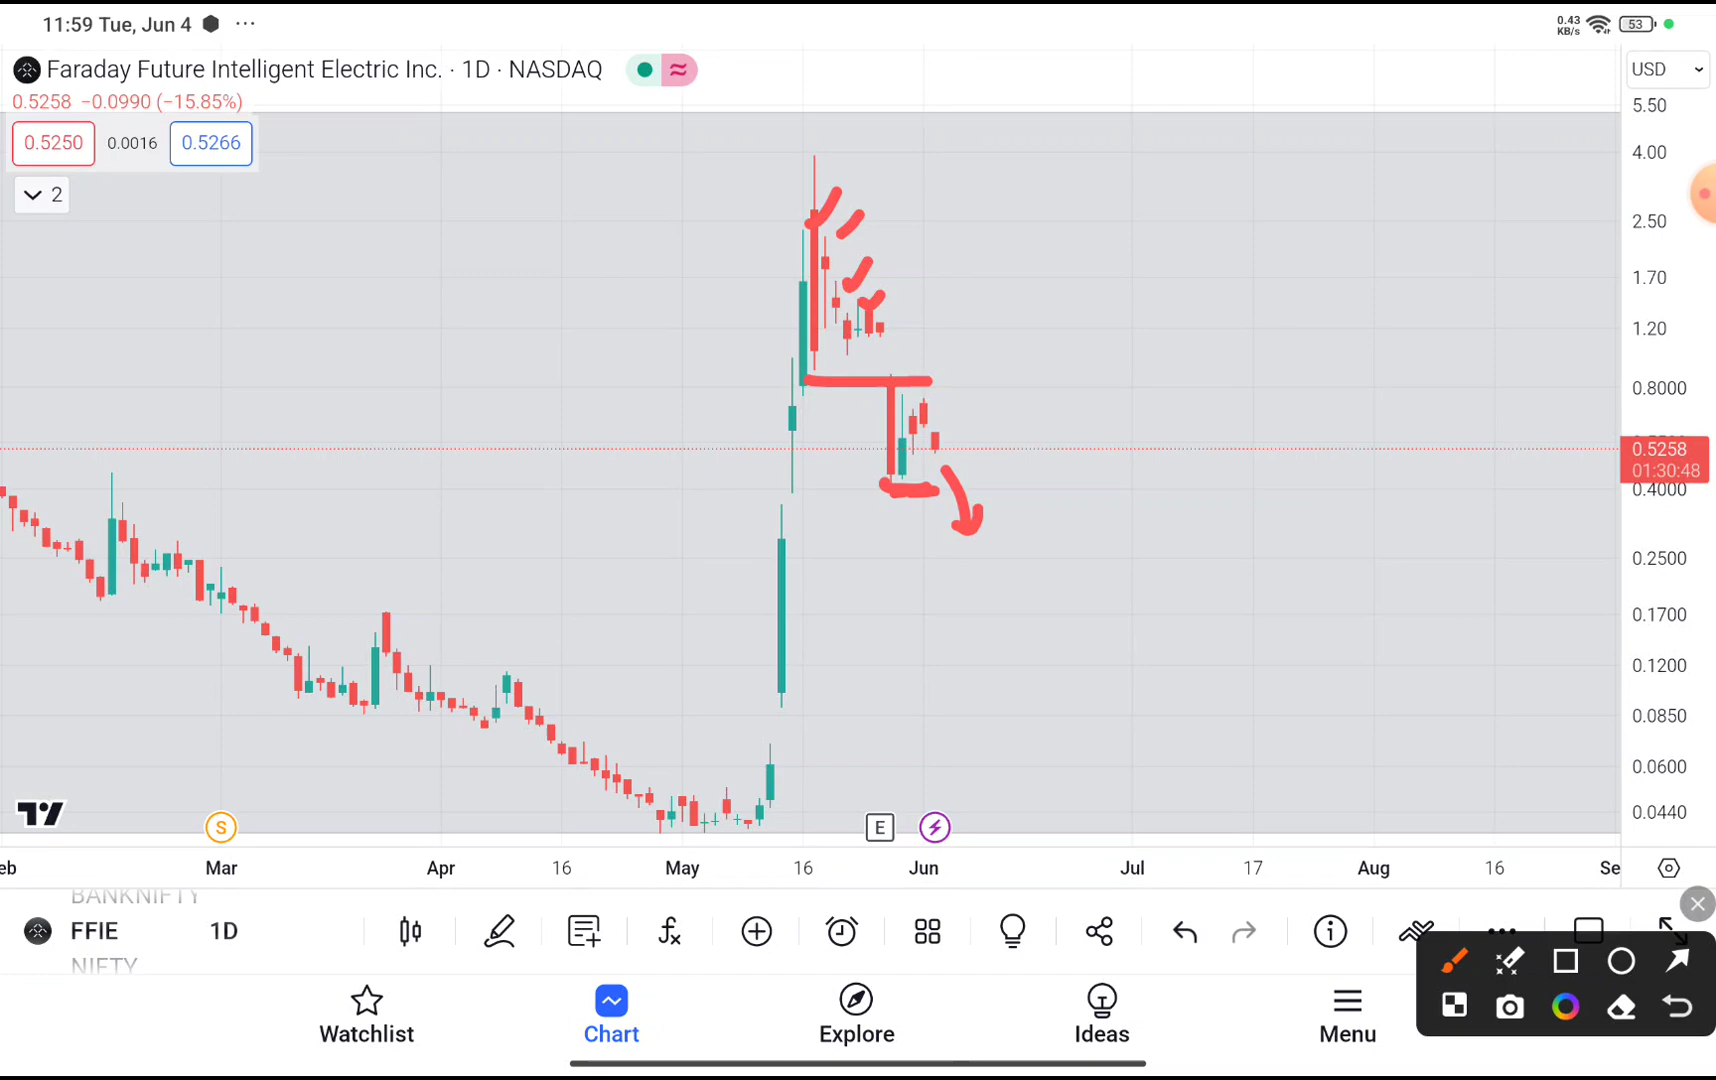 11:59 Tue, Jun 4 ···
0.43 KB/s 53
Faraday Future Intelligent Electric Inc. · 1D · NASDAQ
USD
0.5258 −0.0990 (−15.85%)
0.5250 0.0016 0.5266
2
5.50
4.00
2.50
1.70
1.20
0.8000
0.5258
01:30:48
0.4000
0.2500
0.1700
0.1200
0.0850
0.0600
0.0440
S E
eb Mar Apr 16 May 16 Jun Jul 17 Aug 16 Se
BANKNIFTY
FFIE 1D
NIFTY
Watchlist Chart Explore Ideas Menu